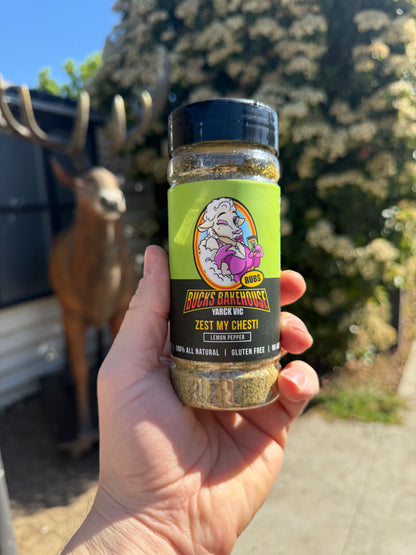 RUBS
BUCKS BAKEHOUSE
YARCK VIC
ZEST MY CHEST!
LEMON PEPPER
100% ALL NATURAL | GLUTEN FREE |